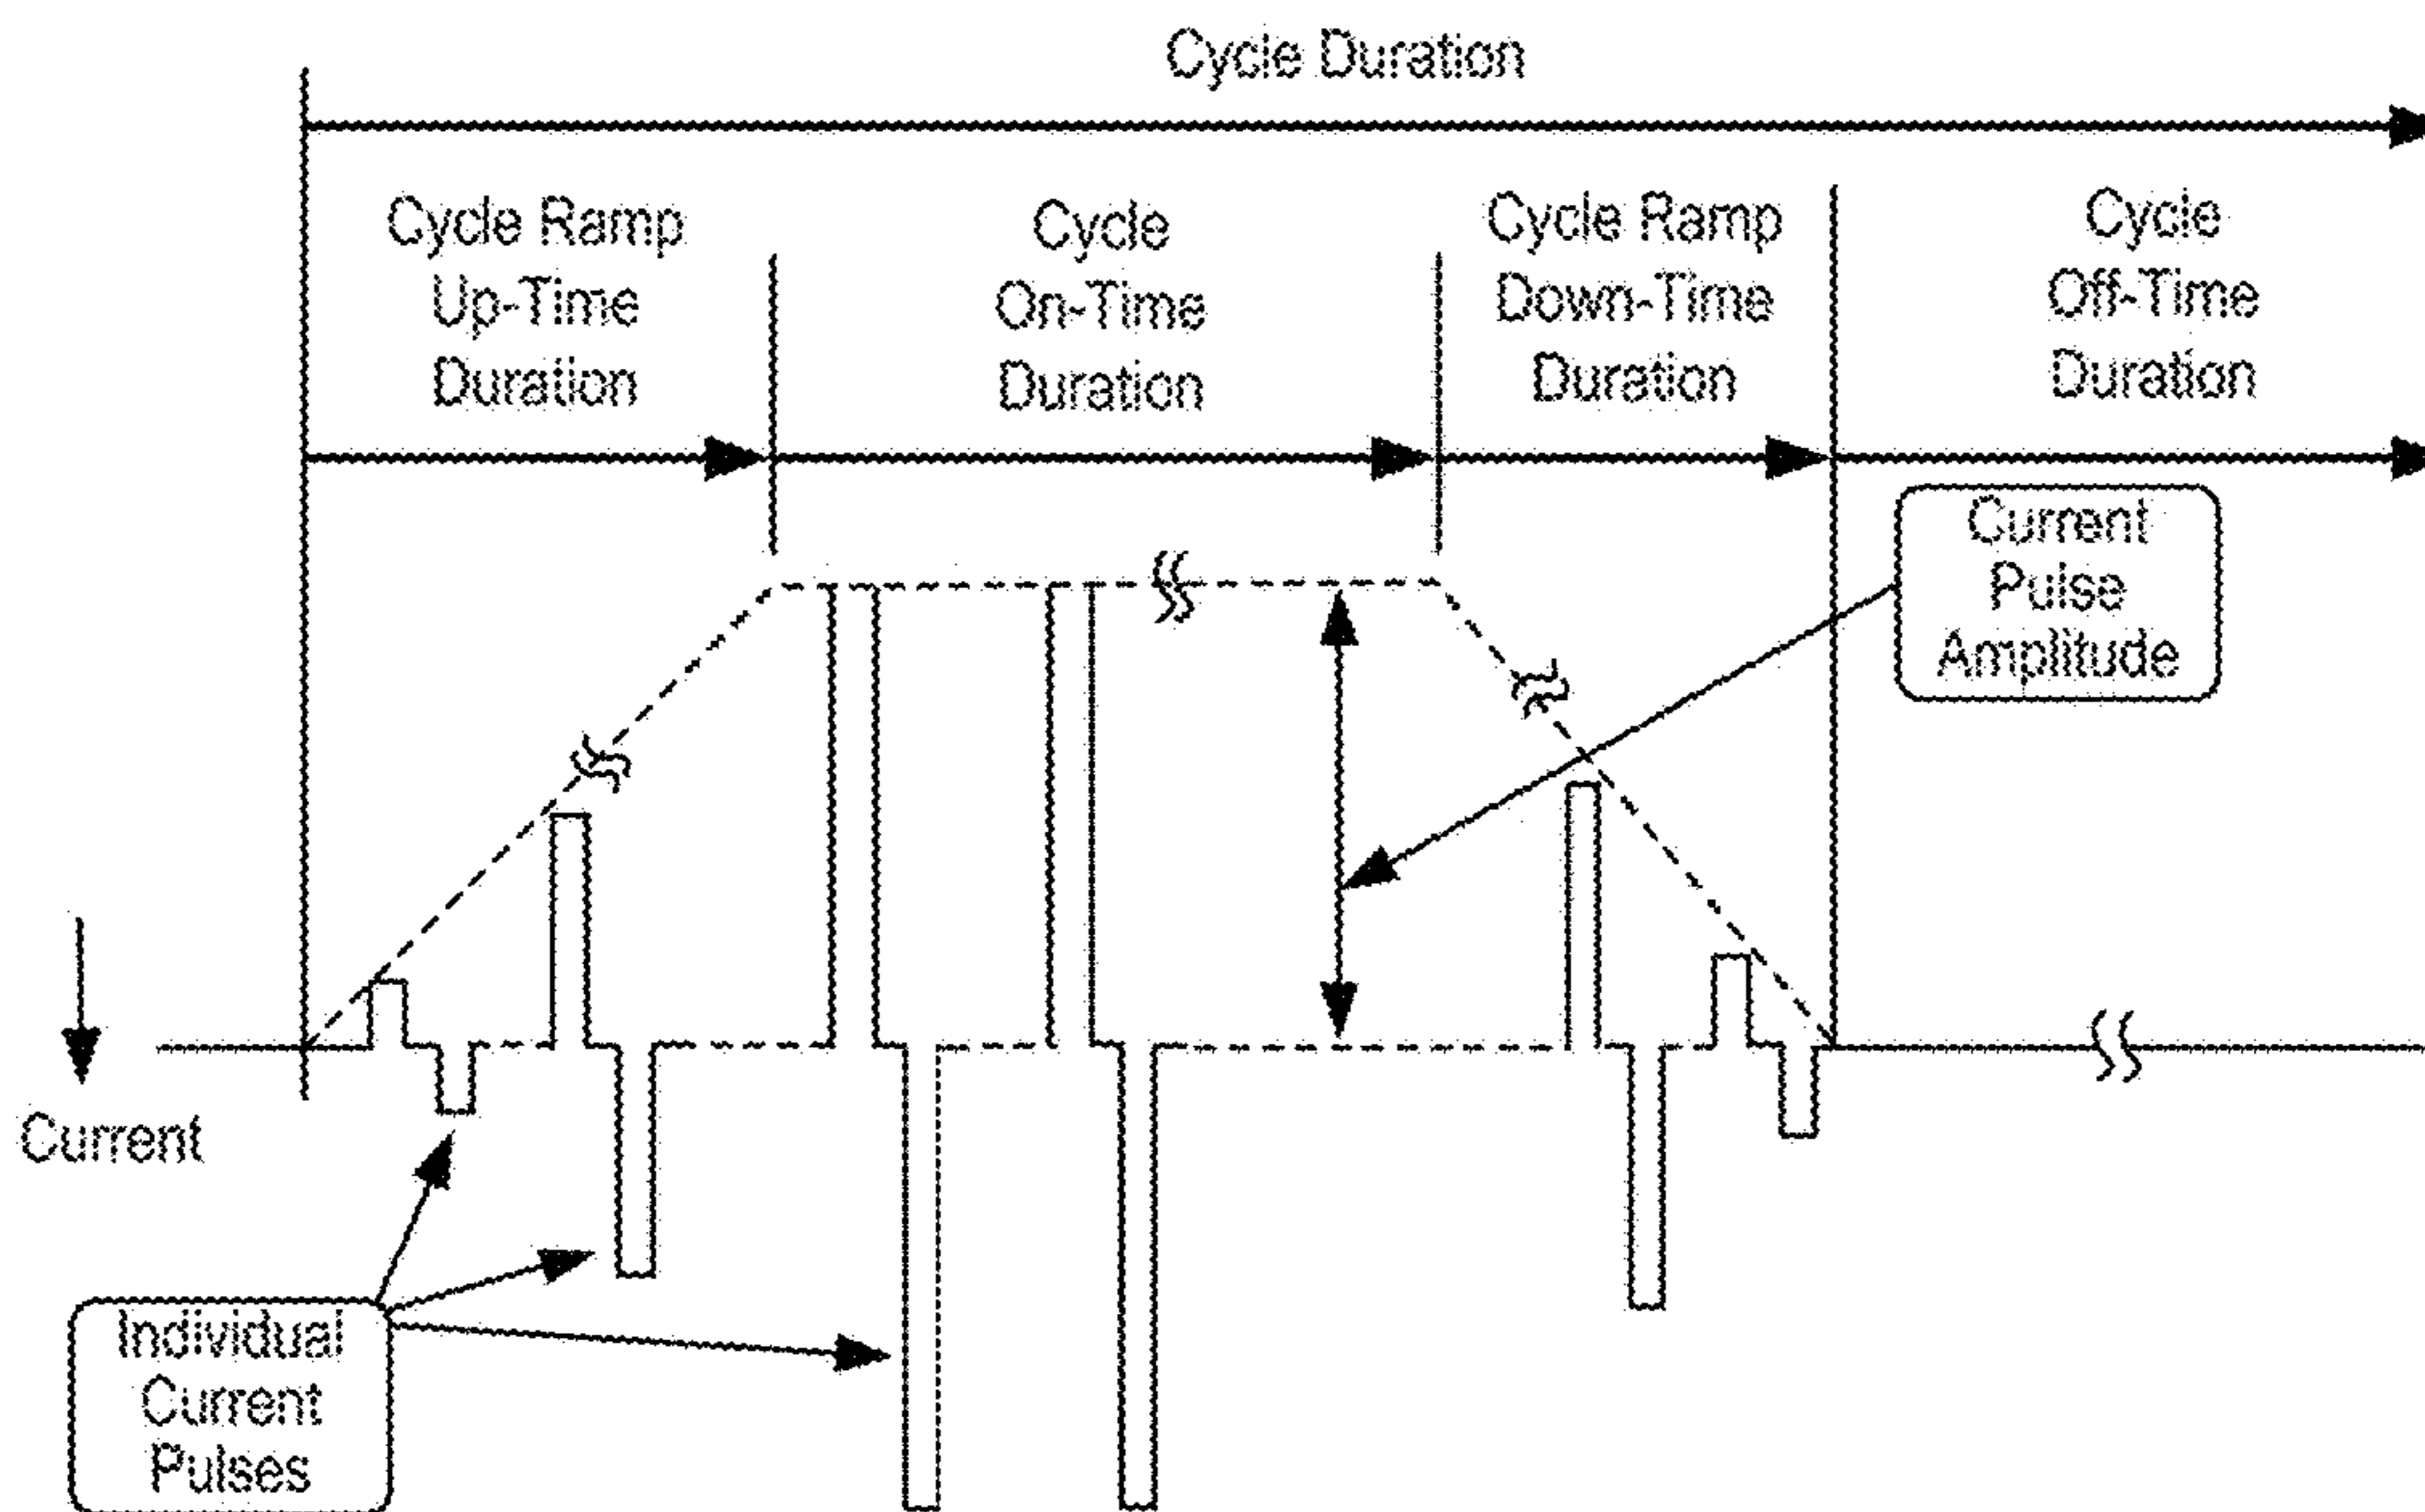 Cycle Duration
Cycle Ramp
Up-Time
Duration
Cycle
On-Time
Duration
Cycle Ramp
Down-Time
Duration
Cycle
Off-Time
Duration
Current
Pulse
Amplitude
Current
Individual
Current
Pulses